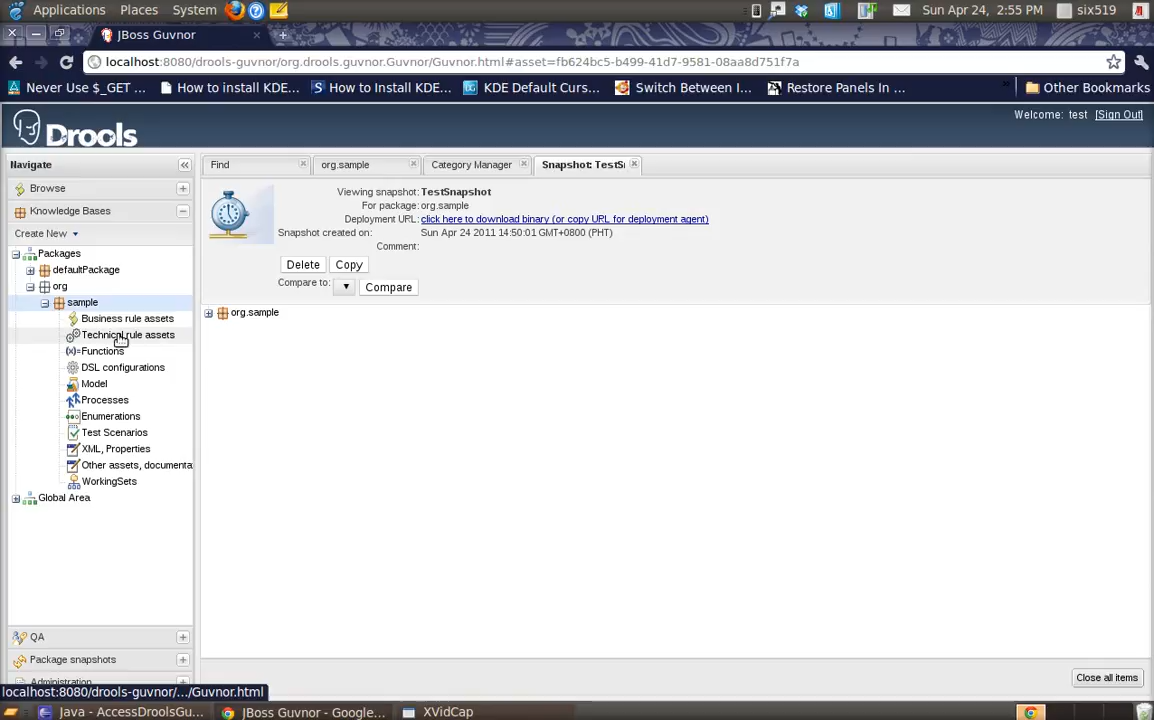 Applications Places System Sun Apr 24, 2:55 PM six519
JBoss Guvnor
localhost:8080/drools-guvnor/org.drools.guvnor.Guvnor/Guvnor.html#asset=fb624bc5-b499-41d7-9581-08aa8d751f7a
Never Use $_GET ... How to install KDE... How to Install KDE... KDE Default Curs... Switch Between I... Restore Panels In ... » Other Bookmarks
Drools
Welcome: test [Sign Out]
Navigate
Find org.sample Category Manager Snapshot: TestS
Browse
Knowledge Bases
Create New
Packages
defaultPackage
org
sample
Business rule assets
Technical rule assets
Functions
DSL configurations
Model
Processes
Enumerations
Test Scenarios
XML, Properties
Other assets, documenta
WorkingSets
Global Area
QA
Package snapshots
Administration
Viewing snapshot: TestSnapshot
For package: org.sample
Deployment URL: click here to download binary (or copy URL for deployment agent)
Snapshot created on: Sun Apr 24 2011 14:50:01 GMT+0800 (PHT)
Comment:
Delete Copy
Compare to: Compare
org.sample
Close all items
localhost:8080/drools-guvnor/.../Guvnor.html
Java - AccessDroolsGu... JBoss Guvnor - Google... XVidCap